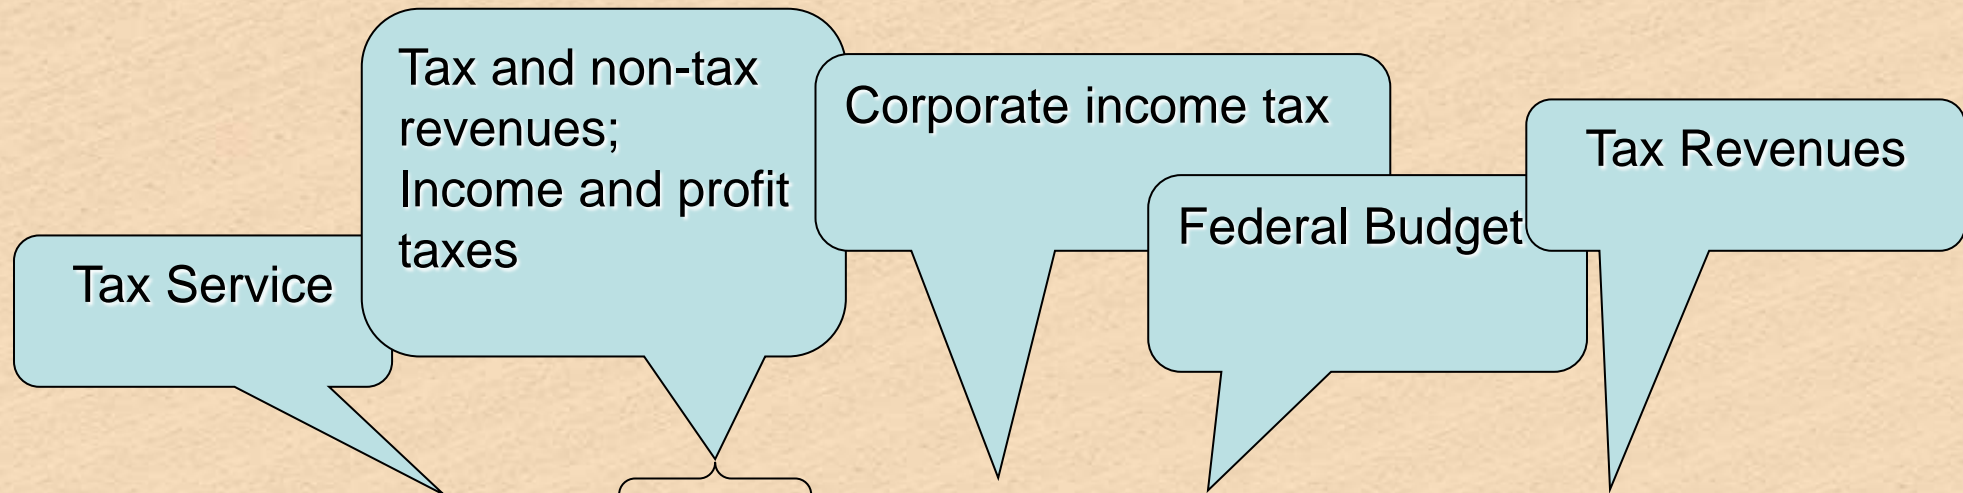 Tax Service
Tax and non-tax
revenues;
Income and profit
taxes
Corporate income tax
Federal Budget
Tax Revenues